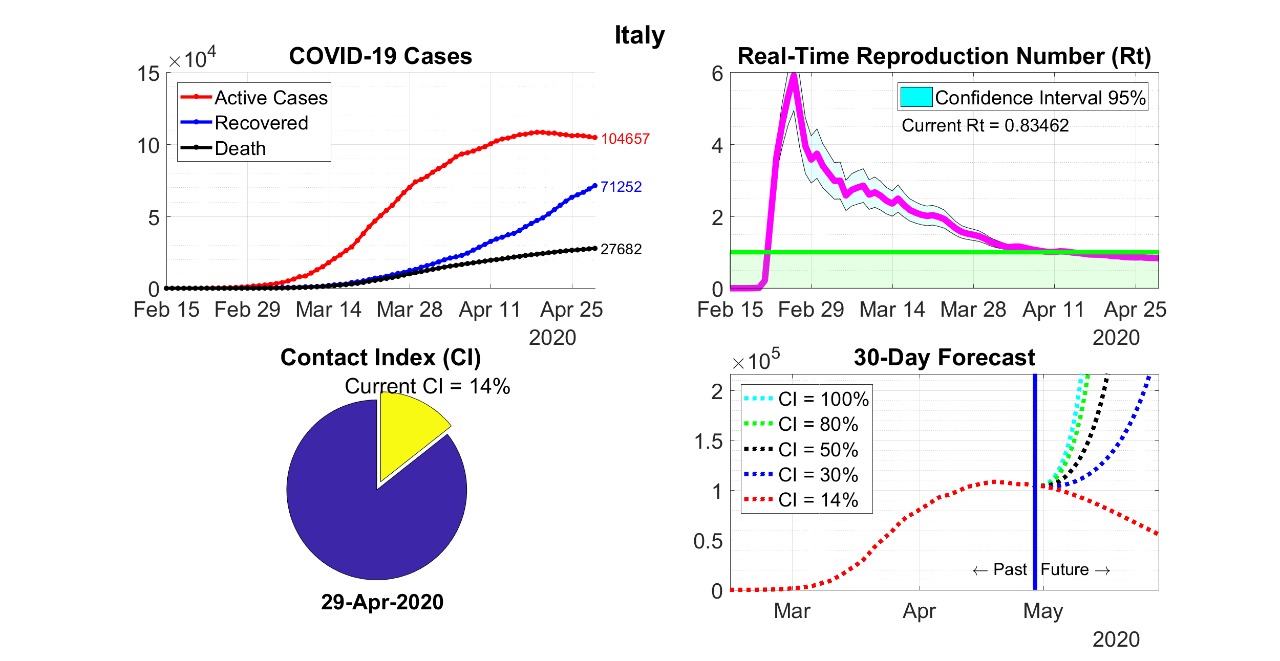 Italy
COVID-19 Cases
×10⁴
15
10
5
0
Active Cases
Recovered
Death
104657
71252
27682
Feb 15 Feb 29 Mar 14 Mar 28 Apr 11 Apr 25
2020
Real-Time Reproduction Number (Rt)
6
4
2
0
Confidence Interval 95%
Current Rt = 0.83462
Feb 15 Feb 29 Mar 14 Mar 28 Apr 11 Apr 25
2020
Contact Index (CI)
Current CI = 14%
29-Apr-2020
30-Day Forecast
×10⁵
2
1.5
1
0.5
0
CI = 100%
CI = 80%
CI = 50%
CI = 30%
CI = 14%
← Past Future →
Mar Apr May
2020